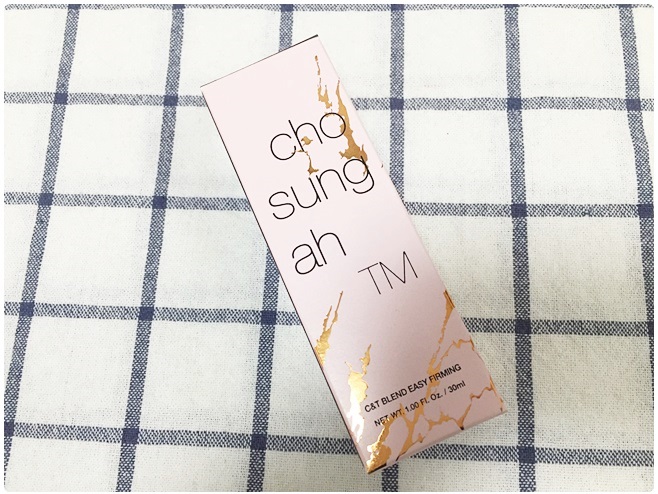 cho
sung
ah
TM
C&T BLEND EASY FIRMING
NET WT. 1.00 Fl. Oz. / 30ml